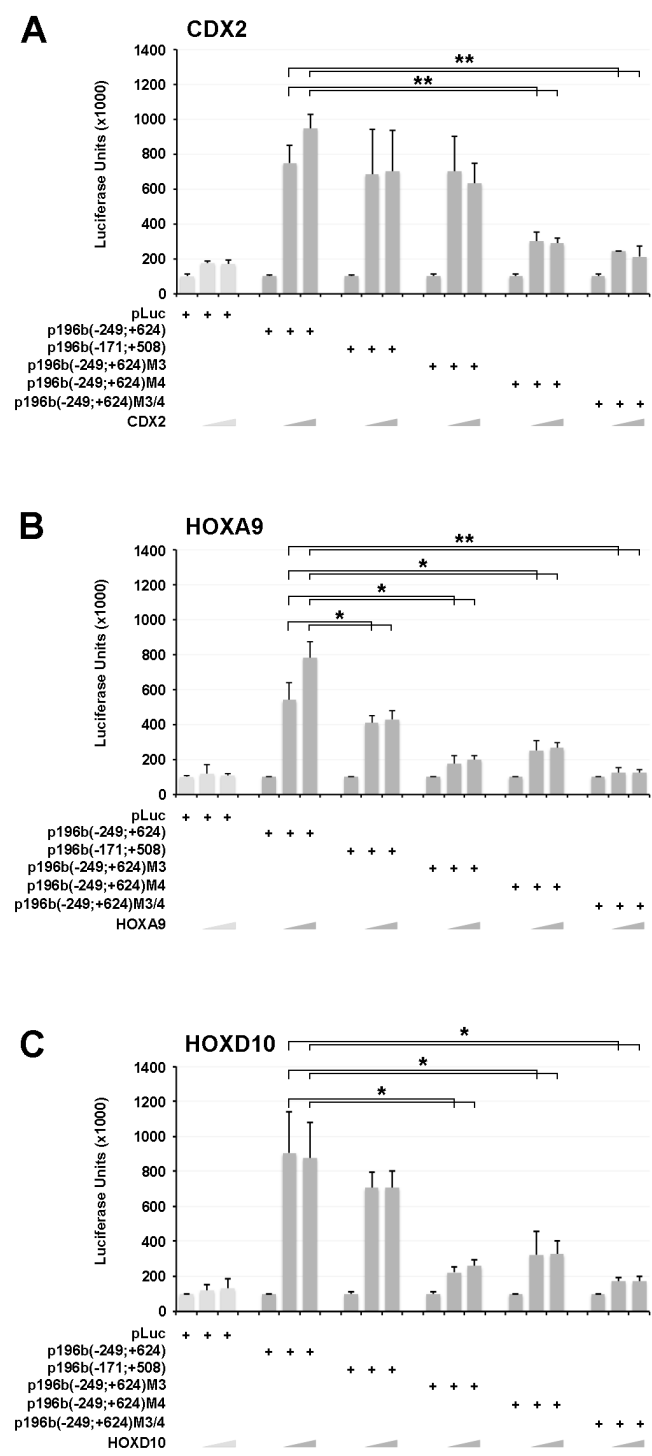 A
CDX2
1400
1200
1000
800
600
400
200
0
Luciferase Units (x1000)
**
**
pLuc + + +
p196b(-249;+624) + + +
p196b(-171;+508) + + +
p196b(-249;+624)M3 + + +
p196b(-249;+624)M4 + + +
p196b(-249;+624)M3/4 + + +
CDX2
B
HOXA9
1400
1200
1000
800
600
400
200
0
Luciferase Units (x1000)
**
*
*
*
pLuc + + +
p196b(-249;+624) + + +
p196b(-171;+508) + + +
p196b(-249;+624)M3 + + +
p196b(-249;+624)M4 + + +
p196b(-249;+624)M3/4 + + +
HOXA9
C
HOXD10
1400
1200
1000
800
600
400
200
0
Luciferase Units (x1000)
*
*
*
pLuc + + +
p196b(-249;+624) + + +
p196b(-171;+508) + + +
p196b(-249;+624)M3 + + +
p196b(-249;+624)M4 + + +
p196b(-249;+624)M3/4 + + +
HOXD10